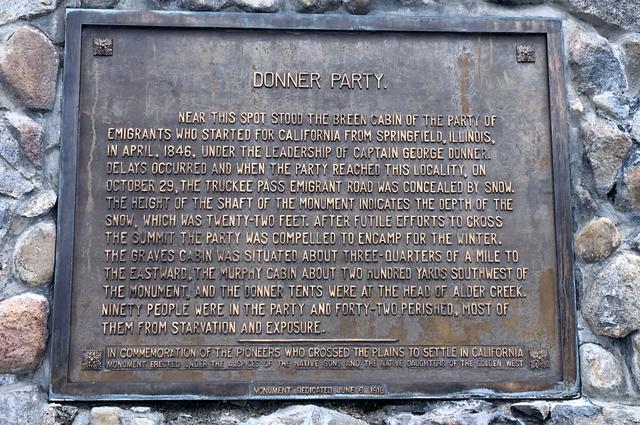 DONNER PARTY.
NEAR THIS SPOT STOOD THE BREEN CABIN OF THE PARTY OF
EMIGRANTS WHO STARTED FOR CALIFORNIA FROM SPRINGFIELD, ILLINOIS,
IN APRIL, 1846, UNDER THE LEADERSHIP OF CAPTAIN GEORGE DONNER.
DELAYS OCCURRED AND WHEN THE PARTY REACHED THIS LOCALITY, ON
OCTOBER 29, THE TRUCKEE PASS EMIGRANT ROAD WAS CONCEALED BY SNOW.
THE HEIGHT OF THE SHAFT OF THE MONUMENT INDICATES THE DEPTH OF THE
SNOW, WHICH WAS TWENTY-TWO FEET. AFTER FUTILE EFFORTS TO CROSS
THE SUMMIT THE PARTY WAS COMPELLED TO ENCAMP FOR THE WINTER.
THE GRAVES CABIN WAS SITUATED ABOUT THREE-QUARTERS OF A MILE TO
THE EASTWARD, THE MURPHY CABIN ABOUT TWO HUNDRED YARDS SOUTHWEST OF
THE MONUMENT, AND THE DONNER TENTS WERE AT THE HEAD OF ALDER CREEK.
NINETY PEOPLE WERE IN THE PARTY AND FORTY-TWO PERISHED, MOST OF
THEM FROM STARVATION AND EXPOSURE.
IN COMMEMORATION OF THE PIONEERS WHO CROSSED THE PLAINS TO SETTLE IN CALIFORNIA
MONUMENT ERECTED UNDER THE AUSPICES OF THE NATIVE SONS AND THE NATIVE DAUGHTERS OF THE GOLDEN WEST
MONUMENT DEDICATED JUNE 6, 1918